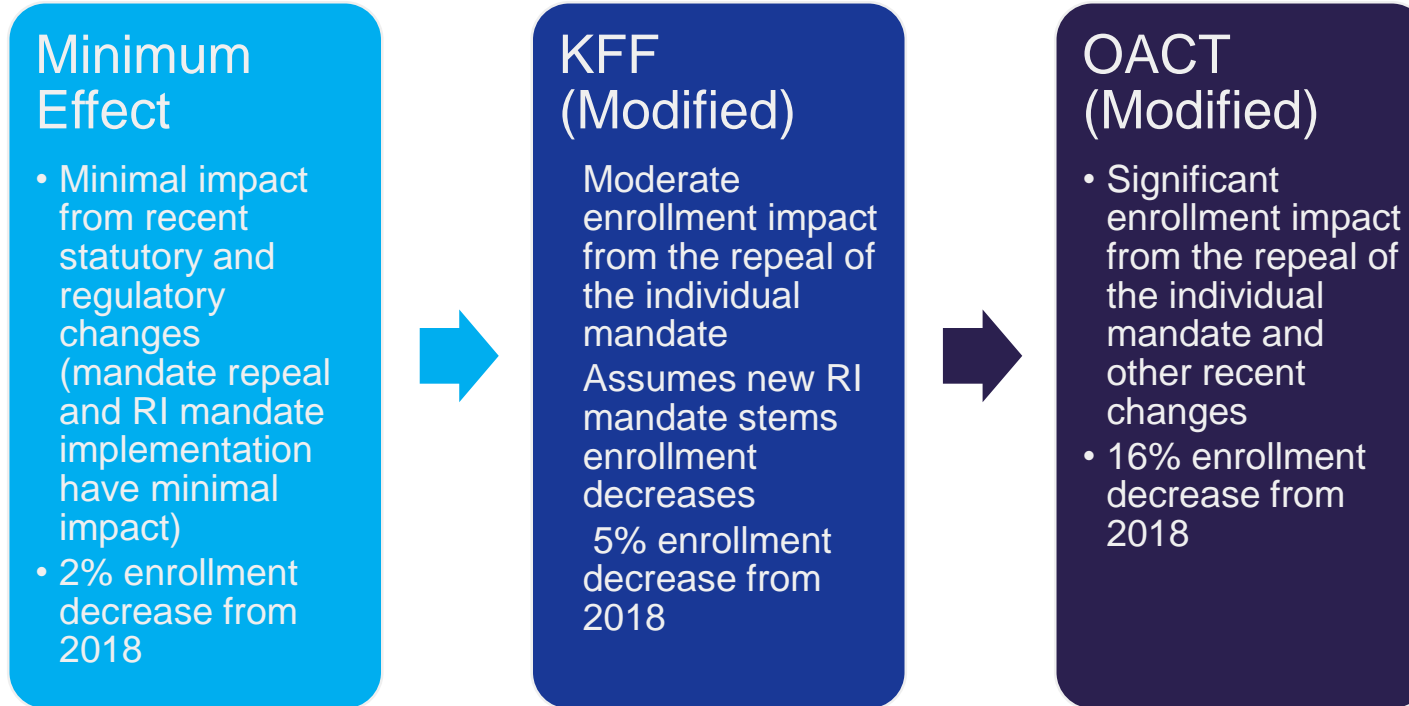 Minimum
Effect
• Minimal impact
from recent
statutory and
regulatory
changes
(mandate repeal
and RI mandate
implementation
have minimal
impact)
• 2% enrollment
decrease from
2018
KFF
(Modified)
Moderate
enrollment impact
from the repeal of
the individual
mandate
Assumes new RI
mandate stems
enrollment
decreases
5% enrollment
decrease from
2018
OACT
(Modified)
• Significant
enrollment impact
from the repeal of
the individual
mandate and
other recent
changes
• 16% enrollment
decrease from
2018